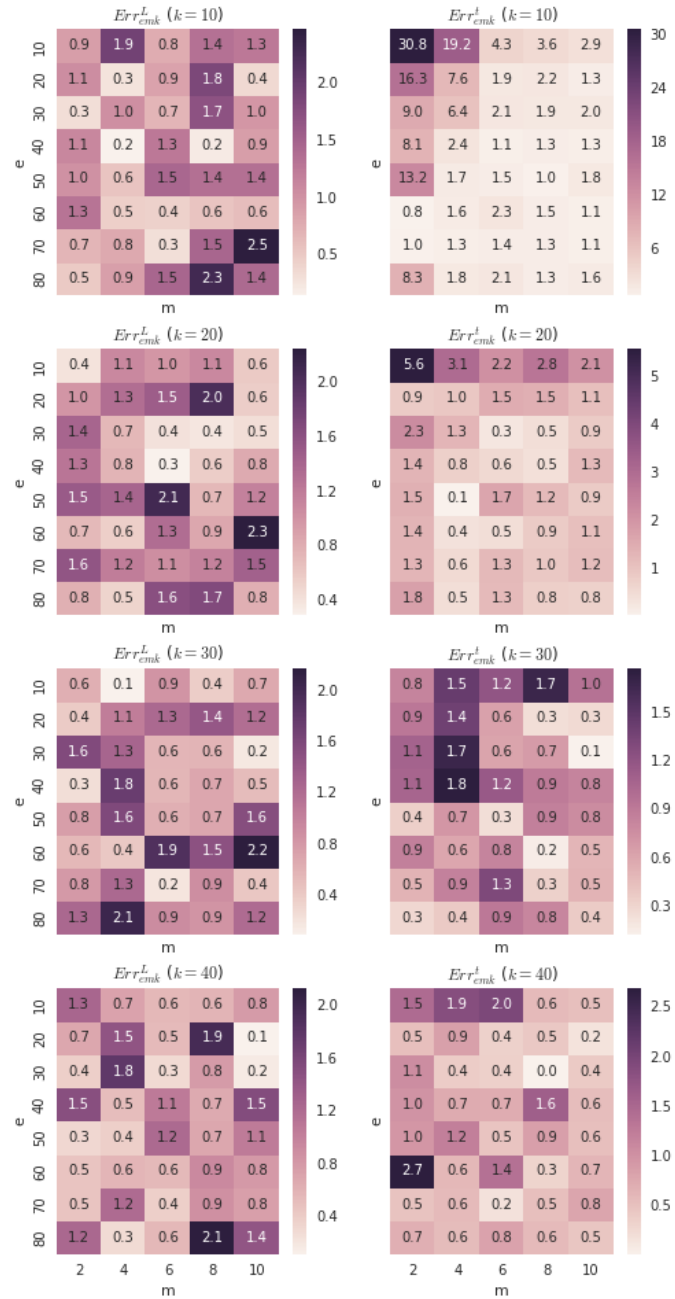 Err^L_{emk} (k = 10) Err^t_{emk} (k = 10)
10 0.9 1.9 0.8 1.4 1.3 30.8 19.2 4.3 3.6 2.9 30
20 1.1 0.3 0.9 1.8 0.4 2.0 16.3 7.6 1.9 2.2 1.3 24
30 0.3 1.0 0.7 1.7 1.0 9.0 6.4 2.1 1.9 2.0
40 1.1 0.2 1.3 0.2 0.9 1.5 8.1 2.4 1.1 1.3 1.3 18
e e
50 1.0 0.6 1.5 1.4 1.4 1.0 13.2 1.7 1.5 1.0 1.8 12
60 1.3 0.5 0.4 0.6 0.6 0.8 1.6 2.3 1.5 1.1
70 0.7 0.8 0.3 1.5 2.5 0.5 1.0 1.3 1.4 1.3 1.1 6
80 0.5 0.9 1.5 2.3 1.4 8.3 1.8 2.1 1.3 1.6
m m
Err^L_{emk} (k = 20) Err^t_{emk} (k = 20)
10 0.4 1.1 1.0 1.1 0.6 2.0 5.6 3.1 2.2 2.8 2.1 5
20 1.0 1.3 1.5 2.0 0.6 0.9 1.0 1.5 1.5 1.1 4
30 1.4 0.7 0.4 0.4 0.5 1.6 2.3 1.3 0.3 0.5 0.9
40 1.3 0.8 0.3 0.6 0.8 1.4 0.8 0.6 0.5 1.3 3
e e
50 1.5 1.4 2.1 0.7 1.2 1.2 1.5 0.1 1.7 1.2 0.9 2
60 0.7 0.6 1.3 0.9 2.3 0.8 1.4 0.4 0.5 0.9 1.1
70 1.6 1.2 1.1 1.2 1.5 1.3 0.6 1.3 1.0 1.2 1
80 0.8 0.5 1.6 1.7 0.8 0.4 1.8 0.5 1.3 0.8 0.8
m m
Err^L_{emk} (k = 30) Err^t_{emk} (k = 30)
10 0.6 0.1 0.9 0.4 0.7 2.0 0.8 1.5 1.2 1.7 1.0
20 0.4 1.1 1.3 1.4 1.2 0.9 1.4 0.6 0.3 0.3 1.5
30 1.6 1.3 0.6 0.6 0.2 1.6 1.1 1.7 0.6 0.7 0.1 1.2
40 0.3 1.8 0.6 0.7 0.5 1.1 1.8 1.2 0.9 0.8
e e
50 0.8 1.6 0.6 0.7 1.6 1.2 0.4 0.7 0.3 0.9 0.8 0.9
60 0.6 0.4 1.9 1.5 2.2 0.8 0.9 0.6 0.8 0.2 0.5 0.6
70 0.8 1.3 0.2 0.9 0.4 0.4 0.5 0.9 1.3 0.3 0.5
80 1.3 2.1 0.9 0.9 1.2 0.3 0.4 0.9 0.8 0.4 0.3
m m
Err^L_{emk} (k = 40) Err^t_{emk} (k = 40)
10 1.3 0.7 0.6 0.6 0.8 2.0 1.5 1.9 2.0 0.6 0.5 2.5
20 0.7 1.5 0.5 1.9 0.1 0.5 0.9 0.4 0.5 0.2 2.0
30 0.4 1.8 0.3 0.8 0.2 1.6 1.1 0.4 0.4 0.0 0.4
40 1.5 0.5 1.1 0.7 1.5 1.0 0.7 0.7 1.6 0.6 1.5
e e
50 0.3 0.4 1.2 0.7 1.1 1.2 1.0 1.2 0.5 0.9 0.6
60 0.5 0.6 0.6 0.9 0.8 0.8 2.7 0.6 1.4 0.3 0.7 1.0
70 0.5 1.2 0.4 0.9 0.8 0.4 0.5 0.6 0.2 0.5 0.8 0.5
80 1.2 0.3 0.6 2.1 1.4 0.7 0.6 0.8 0.6 0.5
2 4 6 8 10 2 4 6 8 10
m m